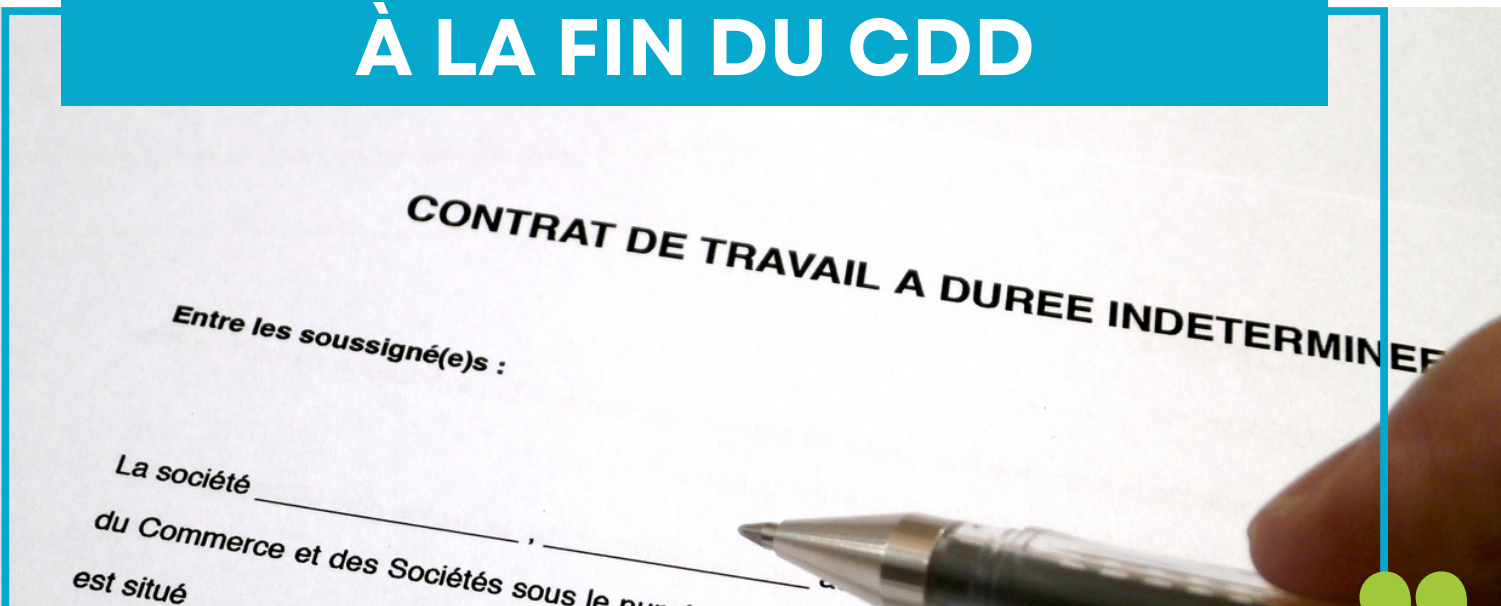 À LA FIN DU CDD
CONTRAT DE TRAVAIL A DUREE INDETERMINEE
Entre les soussigné(e)s :
La société ,
du Commerce et des Sociétés sous le
est situé